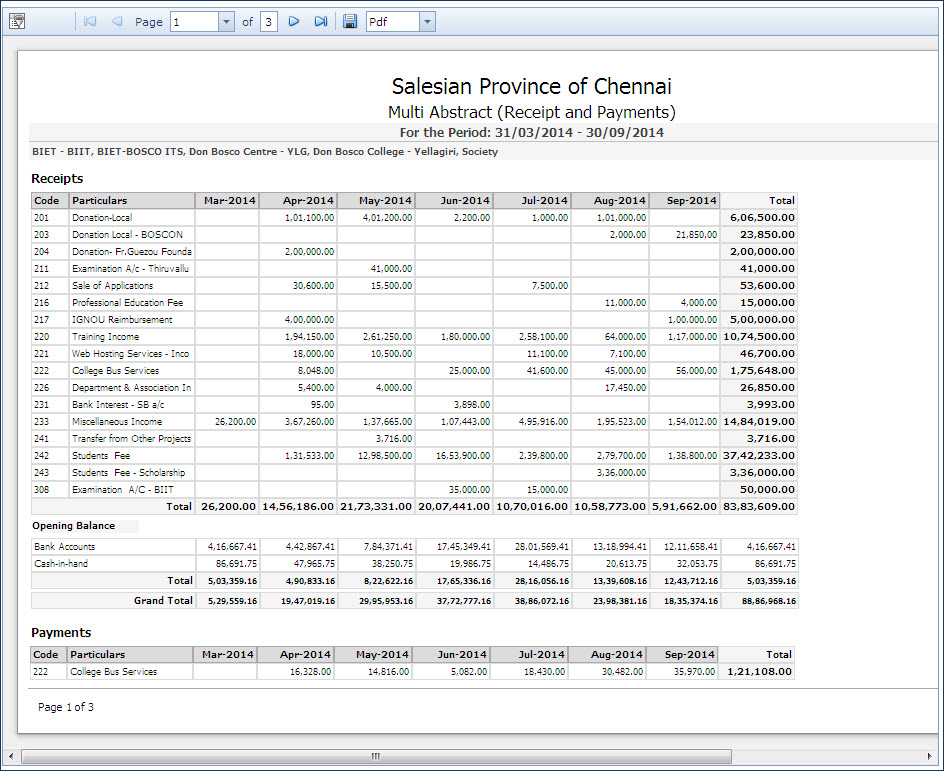 Page 1 of 3 Pdf
Salesian Province of Chennai
Multi Abstract (Receipt and Payments)
For the Period: 31/03/2014 - 30/09/2014
BIET - BIIT, BIET-BOSCO ITS, Don Bosco Centre - YLG, Don Bosco College - Yellagiri, Society
Receipts
Code Particulars Mar-2014 Apr-2014 May-2014 Jun-2014 Jul-2014 Aug-2014 Sep-2014 Total
201 Donation-Local 1,01,100.00 4,01,200.00 2,200.00 1,000.00 1,01,000.00 6,06,500.00
203 Donation Local - BOSCON 2,000.00 21,850.00 23,850.00
204 Donation- Fr.Guezou Founda 2,00,000.00 2,00,000.00
211 Examination A/c - Thiruvallu 41,000.00 41,000.00
212 Sale of Applications 30,600.00 15,500.00 7,500.00 53,600.00
216 Professional Education Fee 11,000.00 4,000.00 15,000.00
217 IGNOU Reimbursement 4,00,000.00 1,00,000.00 5,00,000.00
220 Training Income 1,94,150.00 2,61,250.00 1,80,000.00 2,58,100.00 64,000.00 1,17,000.00 10,74,500.00
221 Web Hosting Services - Inco 18,000.00 10,500.00 11,100.00 7,100.00 46,700.00
222 College Bus Services 8,048.00 25,000.00 41,600.00 45,000.00 56,000.00 1,75,648.00
226 Department & Association In 5,400.00 4,000.00 17,450.00 26,850.00
231 Bank Interest - SB a/c 95.00 3,898.00 3,993.00
233 Miscellaneous Income 26,200.00 3,67,260.00 1,37,665.00 1,07,443.00 4,95,916.00 1,95,523.00 1,54,012.00 14,84,019.00
241 Transfer from Other Projects 3,716.00 3,716.00
242 Students Fee 1,31,533.00 12,98,500.00 16,53,900.00 2,39,800.00 2,79,700.00 1,38,800.00 37,42,233.00
243 Students Fee - Scholarship 3,36,000.00 3,36,000.00
308 Examination A/C - BIIT 35,000.00 15,000.00 50,000.00
Total 26,200.00 14,56,186.00 21,73,331.00 20,07,441.00 10,70,016.00 10,58,773.00 5,91,662.00 83,83,609.00
Opening Balance
Bank Accounts 4,16,667.41 4,42,867.41 7,84,371.41 17,45,349.41 28,01,569.41 13,18,994.41 12,11,658.41 4,16,667.41
Cash-in-hand 86,691.75 47,965.75 38,250.75 19,986.75 14,486.75 20,613.75 32,053.75 86,691.75
Total 5,03,359.16 4,90,833.16 8,22,622.16 17,65,336.16 28,16,056.16 13,39,608.16 12,43,712.16 5,03,359.16
Grand Total 5,29,559.16 19,47,019.16 29,95,953.16 37,72,777.16 38,86,072.16 23,98,381.16 18,35,374.16 88,86,968.16
Payments
Code Particulars Mar-2014 Apr-2014 May-2014 Jun-2014 Jul-2014 Aug-2014 Sep-2014 Total
222 College Bus Services 16,328.00 14,816.00 5,082.00 18,430.00 30,482.00 35,970.00 1,21,108.00
Page 1 of 3